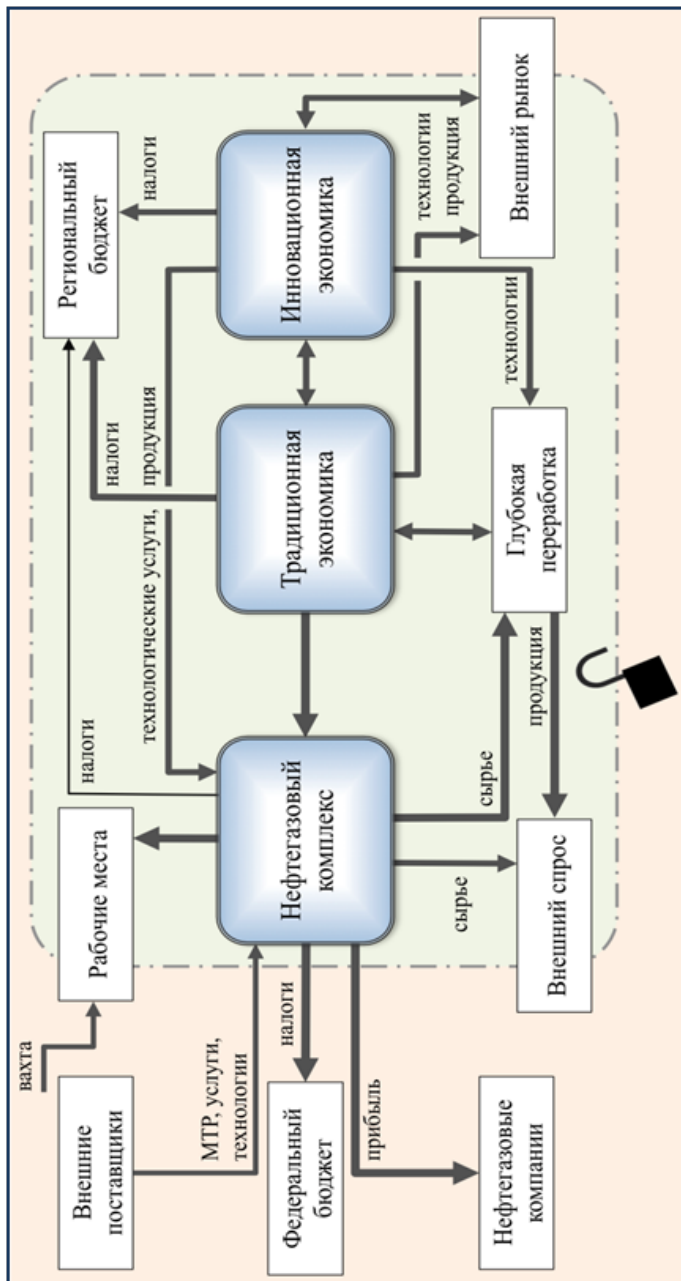 вахта
Внешние
поставщики
Рабочие места
налоги
налоги
Региональный
бюджет
налоги
МТР, услуги,
технологии
технологические услуги, продукция
Федеральный
бюджет
налоги
Нефтегазовый
комплекс
Традиционная
экономика
Инновационная
экономика
прибыль
Нефтегазовые
компании
сырье
сырье
технологии
продукция
Внешний спрос
продукция
Глубокая
переработка
технологии
Внешний рынок